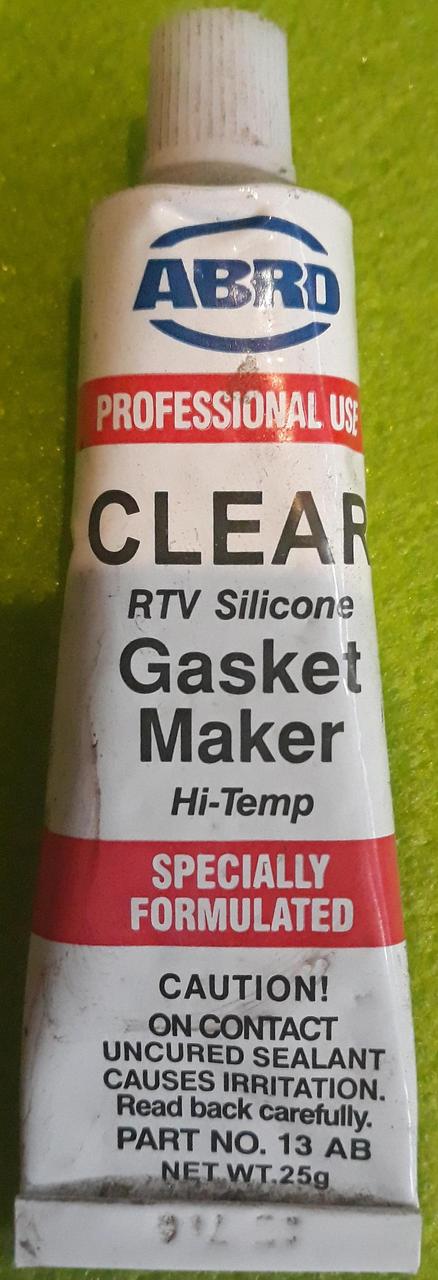 ABRO
PROFESSIONAL USE
CLEAR
RTV Silicone
Gasket
Maker
Hi-Temp
SPECIALLY
FORMULATED
CAUTION!
ON CONTACT
UNCURED SEALANT
CAUSES IRRITATION.
Read back carefully.
PART NO. 13 AB
NET WT.25g